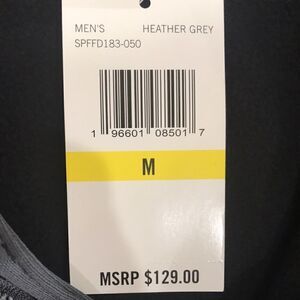 MEN'S HEATHER GREY
SPFFD183-050
1 96601 08501 7
M
MSRP $129.00